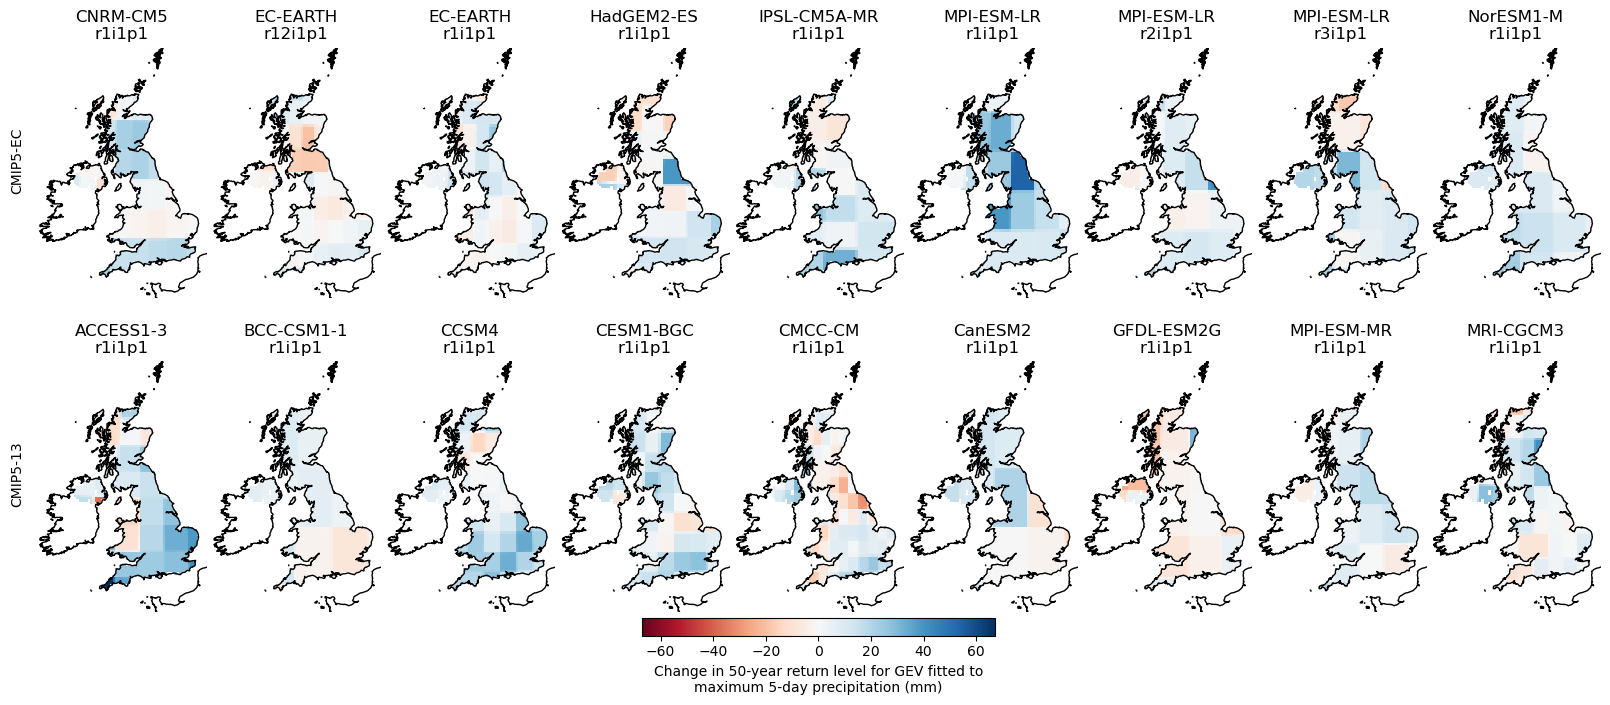 CNRM-CM5
r1i1p1
EC-EARTH
r12i1p1
EC-EARTH
r1i1p1
HadGEM2-ES
r1i1p1
IPSL-CM5A-MR
r1i1p1
MPI-ESM-LR
r1i1p1
MPI-ESM-LR
r2i1p1
MPI-ESM-LR
r3i1p1
NorESM1-M
r1i1p1
CMIP5-EC
ACCESS1-3
r1i1p1
BCC-CSM1-1
r1i1p1
CCSM4
r1i1p1
CESM1-BGC
r1i1p1
CMCC-CM
r1i1p1
CanESM2
r1i1p1
GFDL-ESM2G
r1i1p1
MPI-ESM-MR
r1i1p1
MRI-CGCM3
r1i1p1
CMIP5-13
−60 −40 −20 0 20 40 60
Change in 50-year return level for GEV fitted to
maximum 5-day precipitation (mm)